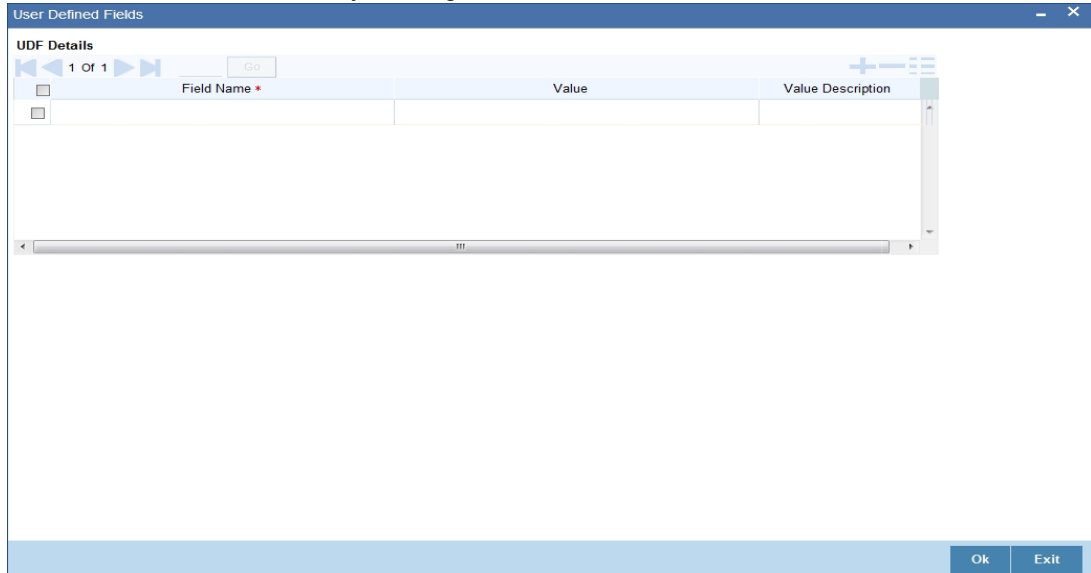 User Defined Fields
UDF Details
1 Of 1
Go
Field Name *
Value
Value Description
Ok
Exit